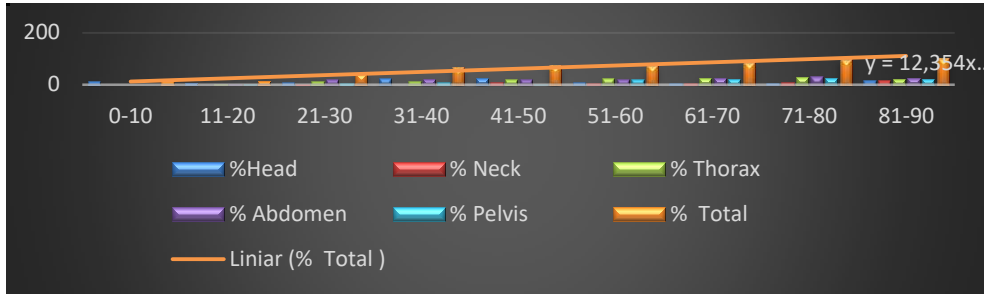 200
y = 12,354x..
0
0-10 11-20 21-30 31-40 41-50 51-60 61-70 71-80 81-90
%Head % Neck % Thorax
% Abdomen % Pelvis % Total
Liniar (% Total )